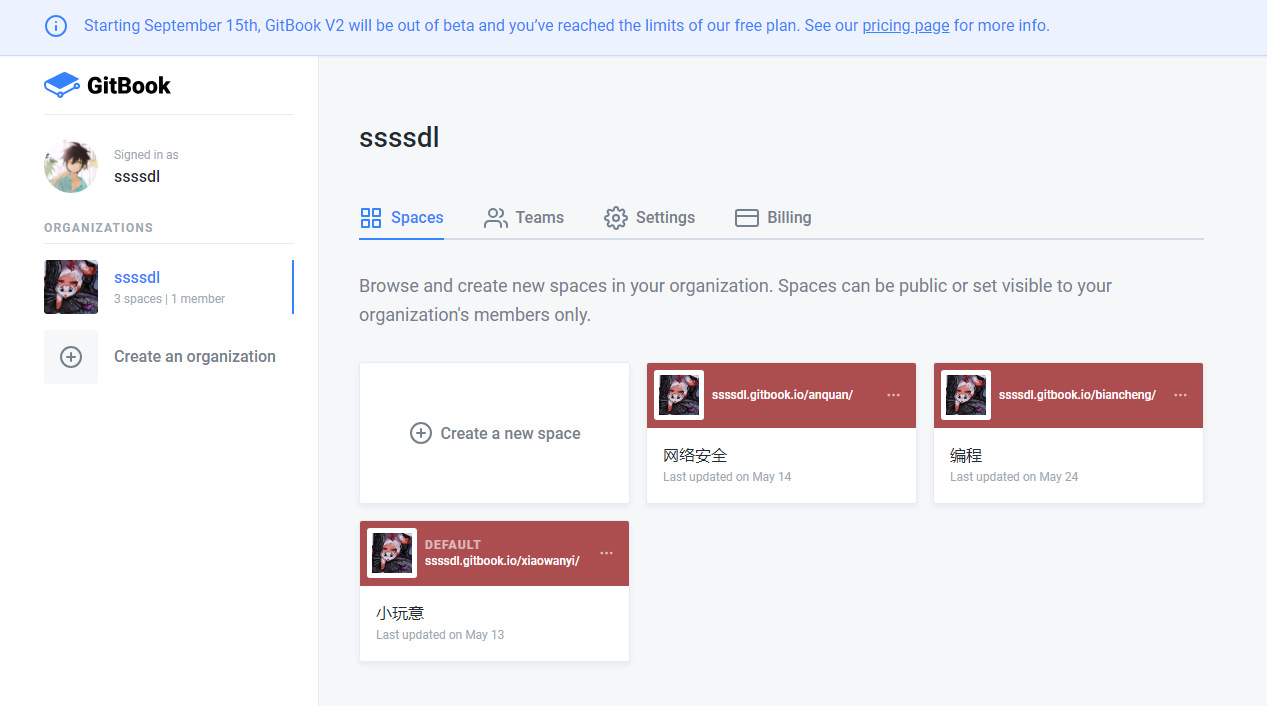 Starting September 15th, GitBook V2 will be out of beta and you’ve reached the limits of our free plan. See our pricing page for more info.
GitBook
Signed in as
ssssdl
ORGANIZATIONS
ssssdl
3 spaces | 1 member
Create an organization
ssssdl
Spaces
Teams
Settings
Billing
Browse and create new spaces in your organization. Spaces can be public or set visible to your
organization's members only.
Create a new space
ssssdl.gitbook.io/anquan/
网络安全
Last updated on May 14
ssssdl.gitbook.io/biancheng/
编程
Last updated on May 24
DEFAULT
ssssdl.gitbook.io/xiaowanyi/
小玩意
Last updated on May 13